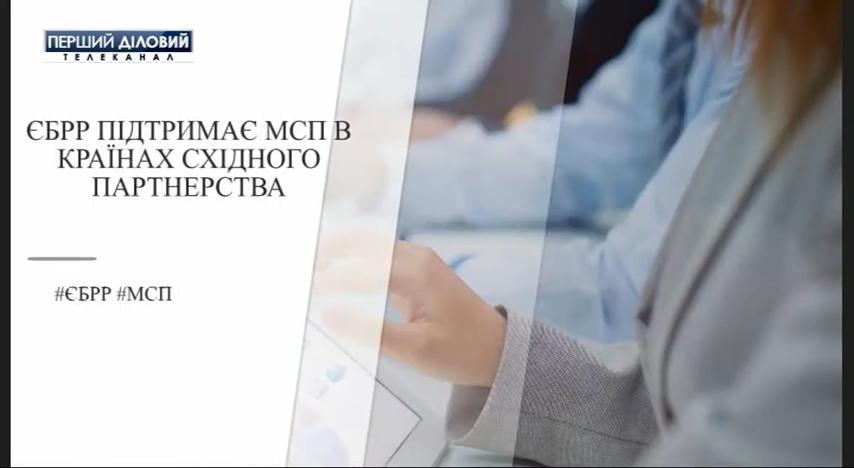 ПЕРШИЙ ДІЛОВИЙ
ТЕЛЕКАНАЛ
ЄБРР ПІДТРИМАЄ МСП В
КРАЇНАХ СХІДНОГО
ПАРТНЕРСТВА
#ЄБРР #МСП